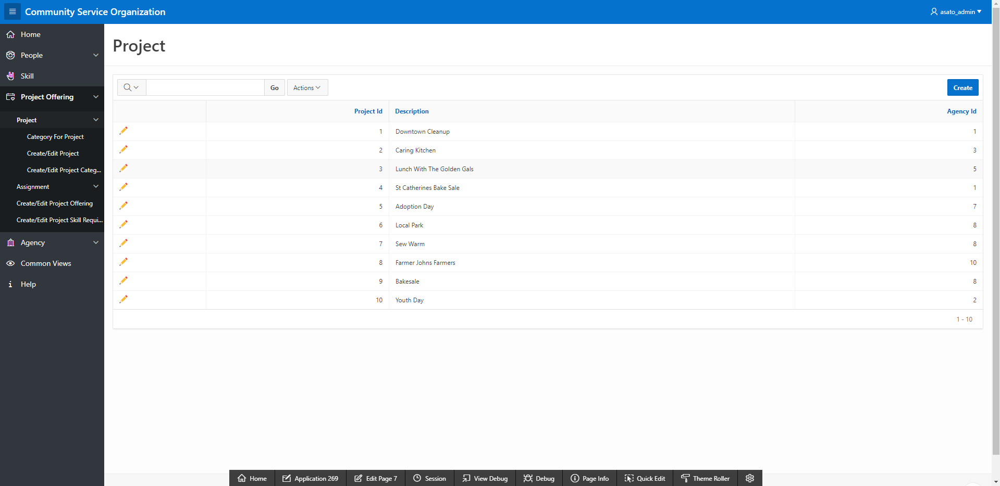 Community Service Organization
asato_admin
Home
People
Skill
Project Offering
Project
Category For Project
Create/Edit Project
Create/Edit Project Categ...
Assignment
Create/Edit Project Offering
Create/Edit Project Skill Requi...
Agency
Common Views
Help
Project
Go Actions Create
Project Id Description Agency Id
1 Downtown Cleanup 1
2 Caring Kitchen 3
3 Lunch With The Golden Gals 5
4 St Catherines Bake Sale 1
5 Adoption Day 7
6 Local Park 8
7 Sew Warm 8
8 Farmer Johns Farmers 10
9 Bakesale 8
10 Youth Day 2
1 - 10
Home Application 269 Edit Page 7 Session View Debug Debug Page Info Quick Edit Theme Roller